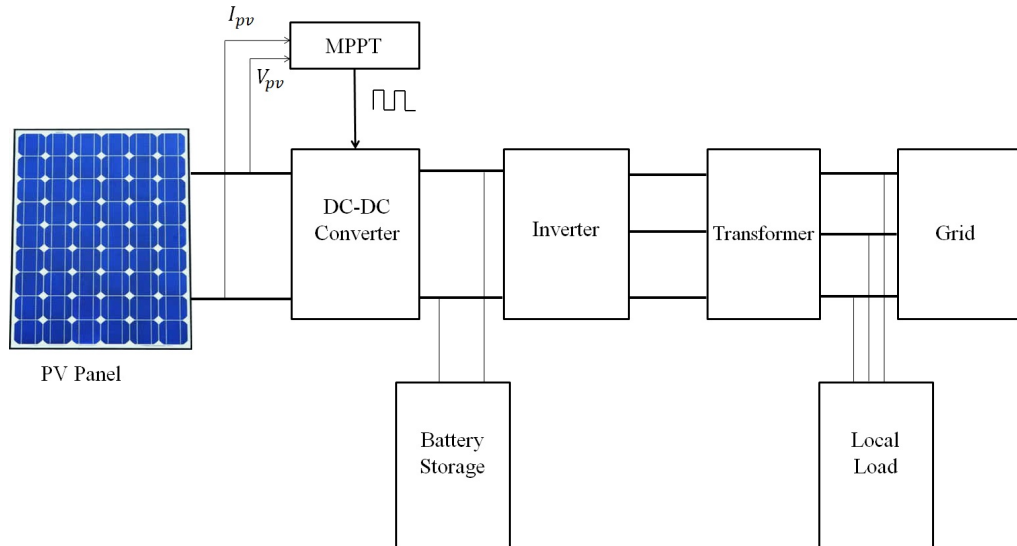 I_pv
MPPT
V_pv
DC-DC
Converter
Inverter
Transformer
Grid
PV Panel
Battery
Storage
Local
Load